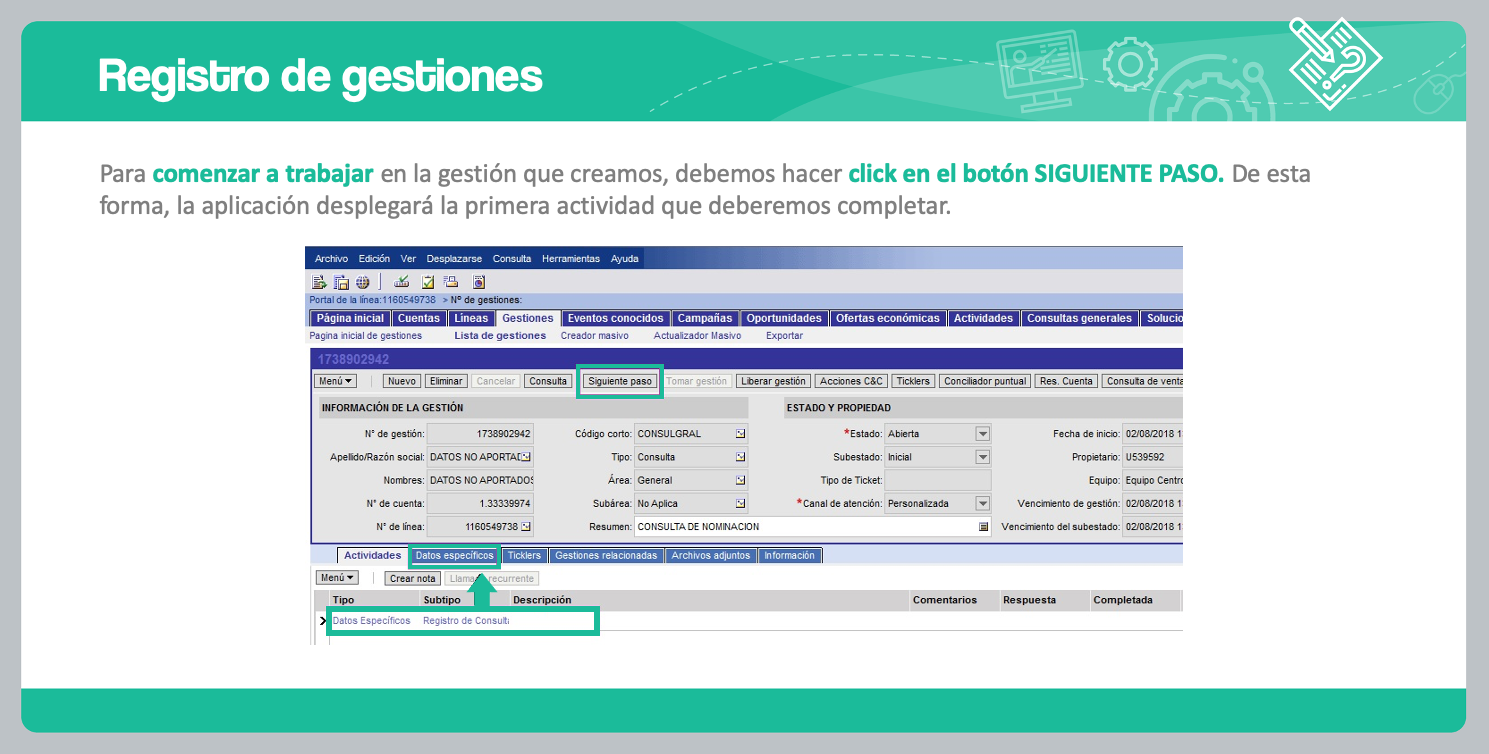 Registro de gestiones
Para comenzar a trabajar en la gestión que creamos, debemos hacer click en el botón SIGUIENTE PASO. De esta
forma, la aplicación desplegará la primera actividad que deberemos completar.
Archivo Edición Ver Desplazarse Consulta Herramientas Ayuda
Portal de la línea:1160549738 > Nº de gestiones:
Página inicial Cuentas Líneas Gestiones Eventos conocidos Campañas Oportunidades Ofertas económicas Actividades Consultas generales Solucio
Pagina inicial de gestiones Lista de gestiones Creador masivo Actualizador Masivo Exportar
1738902942
Menú Nuevo Eliminar Cancelar Consulta Siguiente paso Tomar gestión Liberar gestión Acciones C&C Ticklers Conciliador puntual Res. Cuenta Consulta de venta
INFORMACIÓN DE LA GESTIÓN ESTADO Y PROPIEDAD
N° de gestión: 1738902942 Código corto: CONSULGRAL *Estado: Abierta Fecha de inicio: 02/08/2018 1
Apellido/Razón social: DATOS NO APORTAD Tipo: Consulta Subestado: Inicial Propietario: U539592
Nombres: DATOS NO APORTADOS Área: General Tipo de Ticket: Equipo: Equipo Centro
N° de cuenta: 1.33339974 Subárea: No Aplica *Canal de atención: Personalizada Vencimiento de gestión: 02/08/2018 1
N° de línea: 1160549738 Resumen: CONSULTA DE NOMINACION Vencimiento del subestado: 02/08/2018 1
Actividades Datos específicos Ticklers Gestiones relacionadas Archivos adjuntos Información
Menú Crear nota Llamada recurrente
Tipo Subtipo Descripción Comentarios Respuesta Completada
Datos Específicos Registro de Consulta